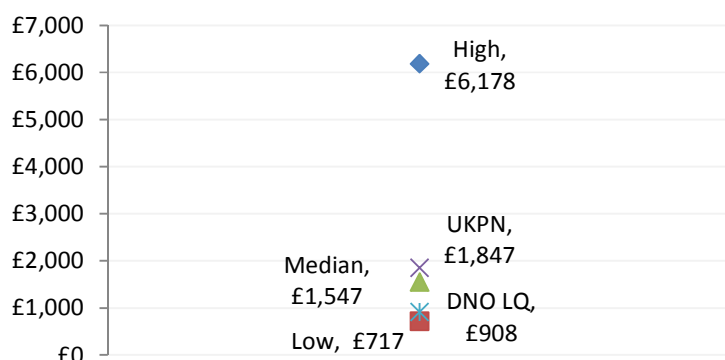 £7,000
High,
£6,178
£6,000
£5,000
£4,000
£3,000
UKPN,
£1,847
£2,000
Median,
£1,547
£1,000
DNO LQ,
£908
Low,  £717
£0